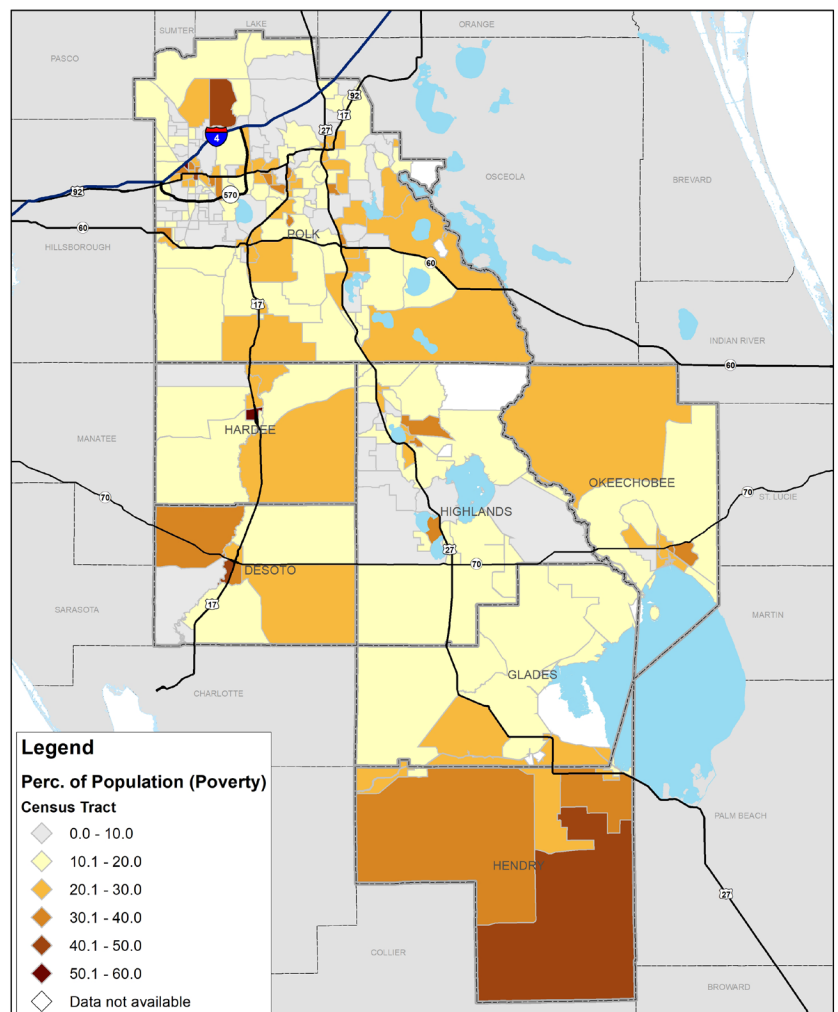 SUMTER
LAKE
ORANGE
PASCO
92
17
27
4
OSCEOLA
BREVARD
92
570
60
POLK
HILLSBOROUGH
60
17
INDIAN RIVER
60
MANATEE
HARDEE
OKEECHOBEE
70
70
ST. LUCIE
HIGHLANDS
27
70
DESOTO
SARASOTA
17
MARTIN
GLADES
CHARLOTTE
PALM BEACH
HENDRY
27
COLLIER
BROWARD
Legend
Perc. of Population (Poverty)
Census Tract
0.0 - 10.0
10.1 - 20.0
20.1 - 30.0
30.1 - 40.0
40.1 - 50.0
50.1 - 60.0
Data not available